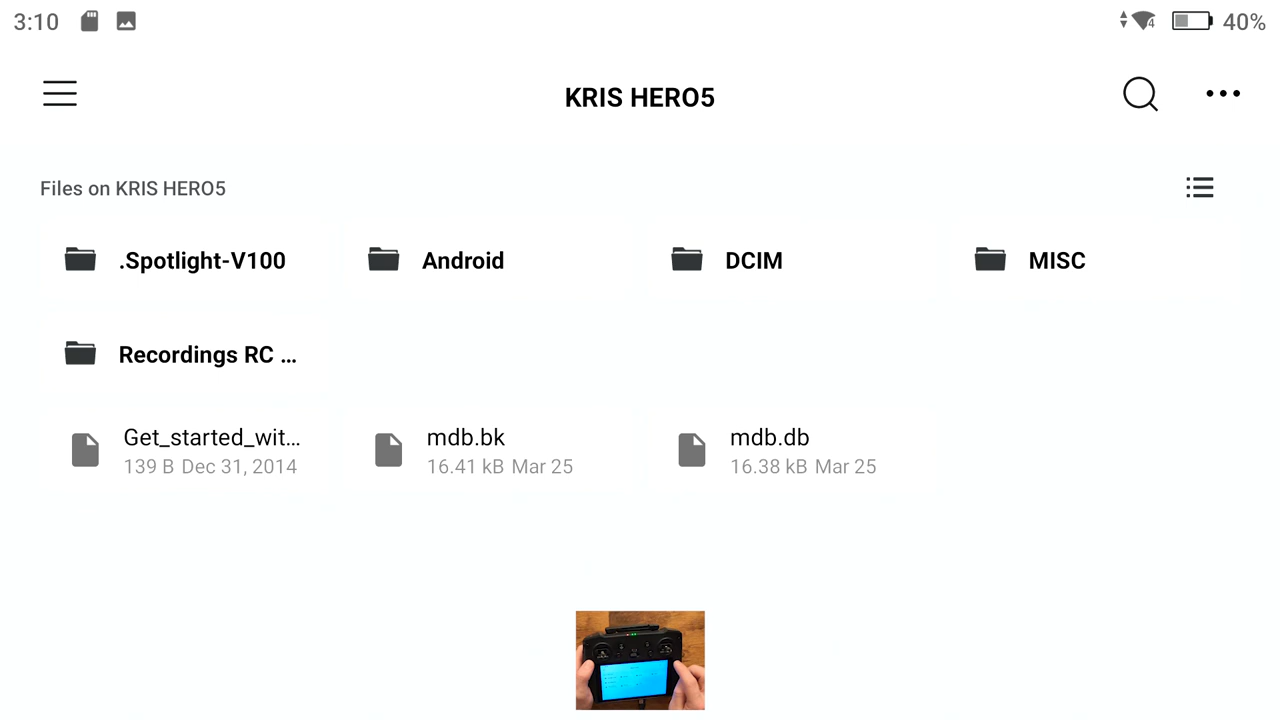 3:10 40%
KRIS HERO5
Files on KRIS HERO5
.Spotlight-V100 Android DCIM MISC
Recordings RC ...
Get_started_wit... mdb.bk mdb.db
139 B Dec 31, 2014 16.41 kB Mar 25 16.38 kB Mar 25